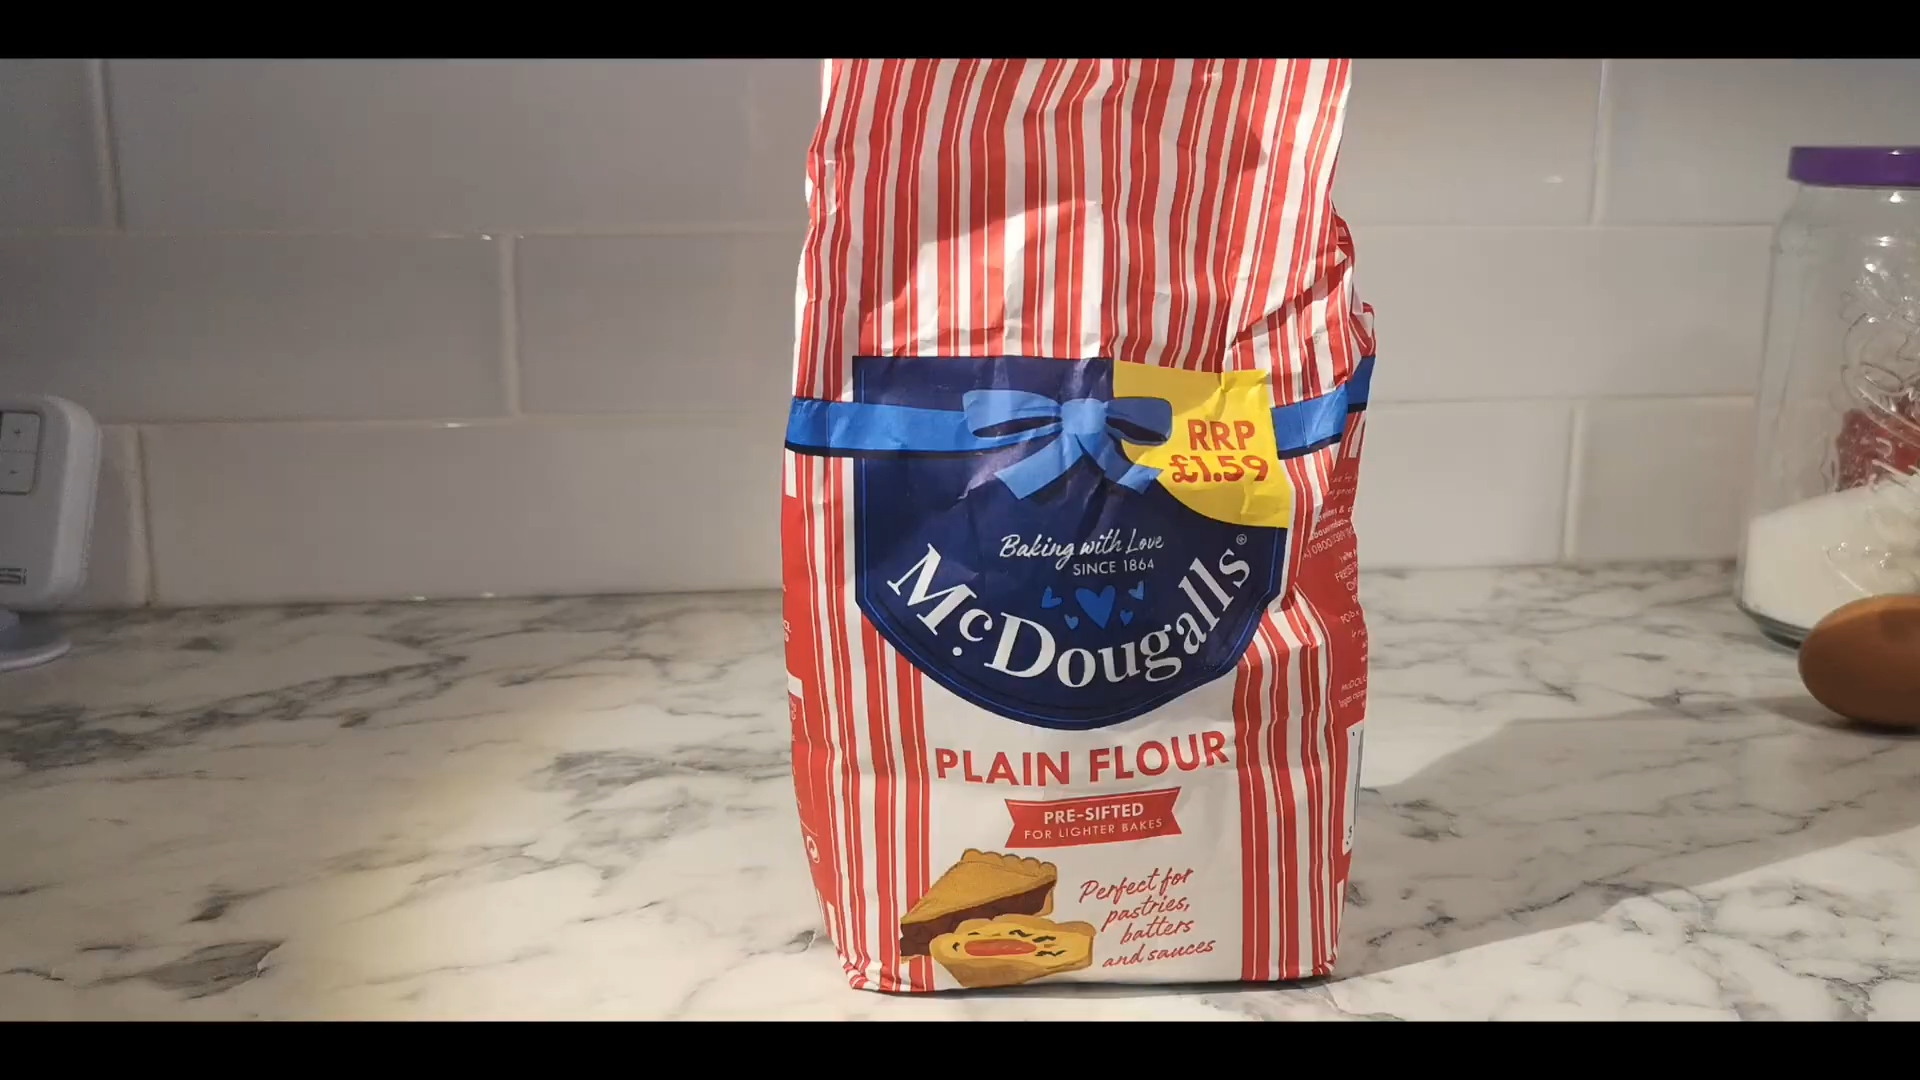 RRP
£1.59
Baking with Love
SINCE 1864
McDougalls®
PLAIN FLOUR
PRE-SIFTED
FOR LIGHTER BAKES
Perfect for
pastries,
batters
and sauces